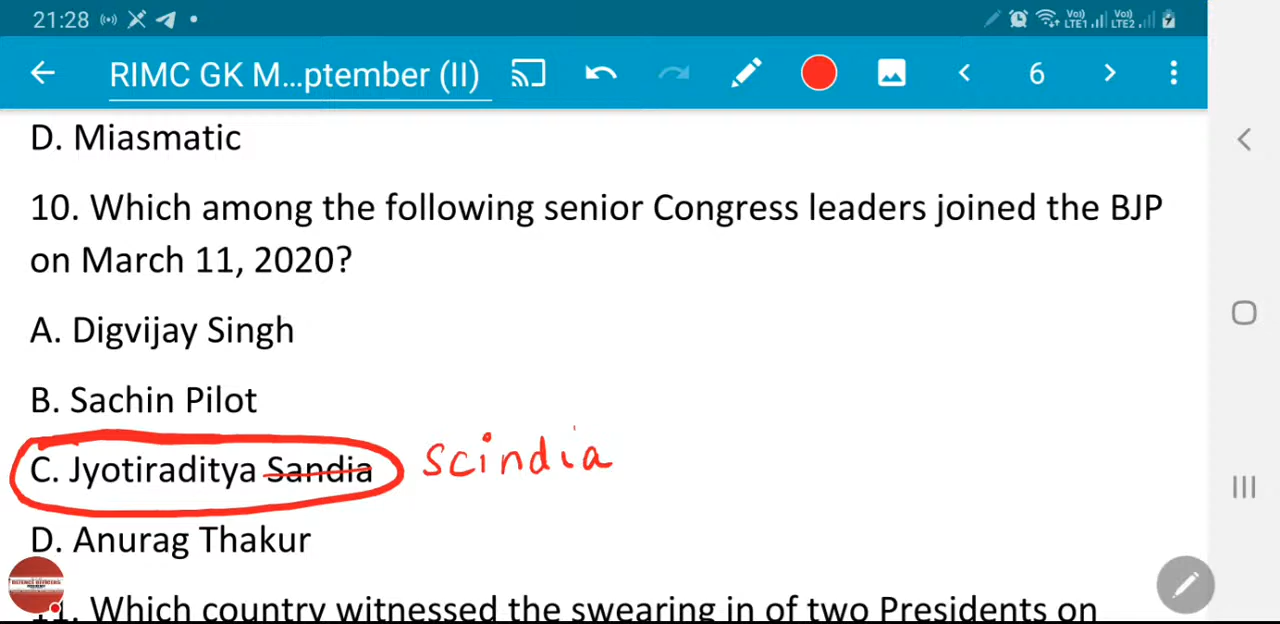 21:28
RIMC GK M...ptember (II)
6
D. Miasmatic
10. Which among the following senior Congress leaders joined the BJP
on March 11, 2020?
A. Digvijay Singh
B. Sachin Pilot
C. Jyotiraditya Sandia scindia
D. Anurag Thakur
11. Which country witnessed the swearing in of two Presidents on